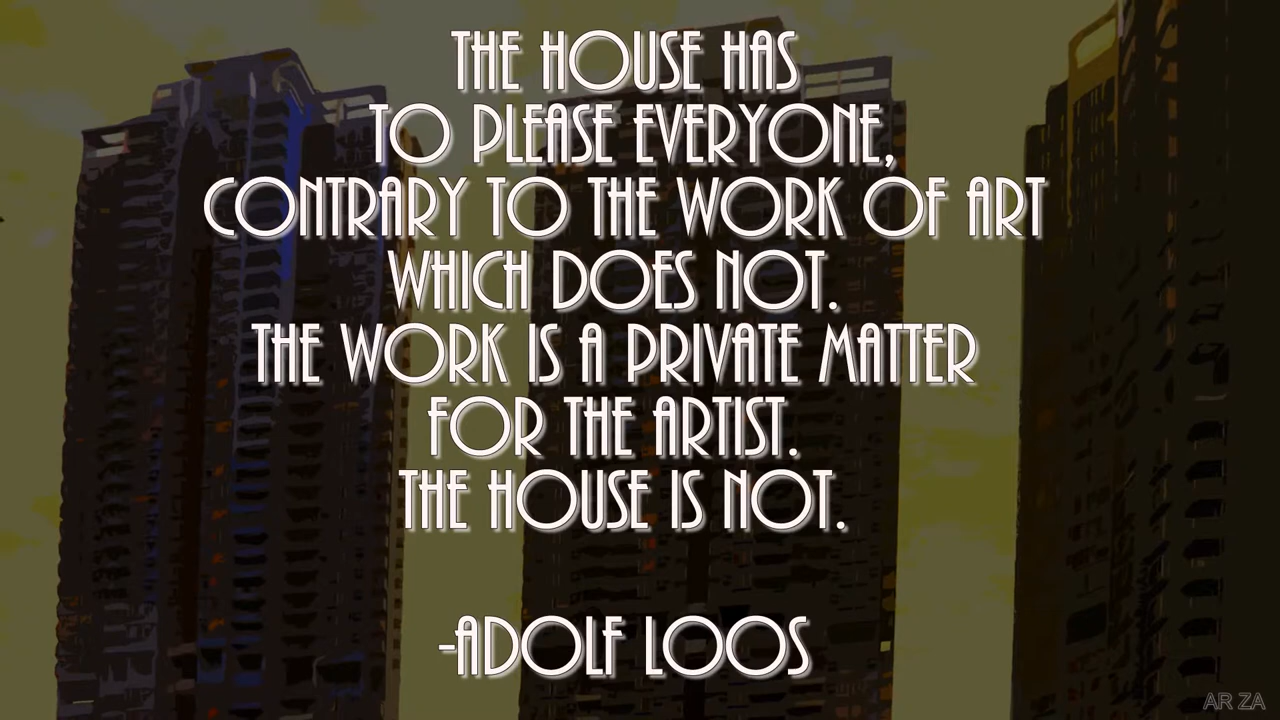 THE HOUSE HAS
TO PLEASE EVERYONE,
CONTRARY TO THE WORK OF ART
WHICH DOES NOT.
THE WORK IS A PRIVATE MATTER
FOR THE ARTIST.
THE HOUSE IS NOT.
-ADOLF LOOS
AR ZA